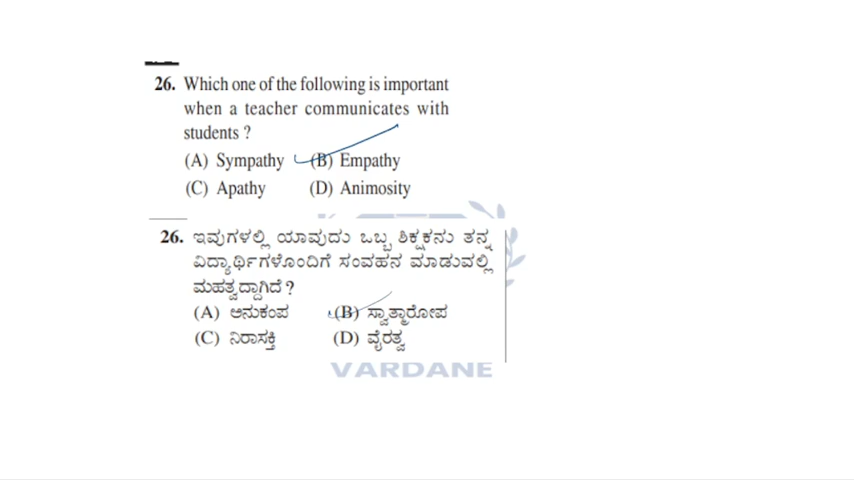 26. Which one of the following is important
when a teacher communicates with
students ?
(A) Sympathy (B) Empathy
(C) Apathy (D) Animosity
26. ಇವುಗಳಲ್ಲಿ ಯಾವುದು ಒಬ್ಬ ಶಿಕ್ಷಕನು ತನ್ನ
ವಿದ್ಯಾರ್ಥಿಗಳೊಂದಿಗೆ ಸಂವಹನ ಮಾಡುವಲ್ಲಿ
ಮಹತ್ವದ್ದಾಗಿದೆ ?
(A) ಅನುಕಂಪ (B) ಸ್ವಾತ್ಮಾರೋಪ
(C) ನಿರಾಸಕ್ತಿ (D) ವೈರತ್ವ
VARDANE